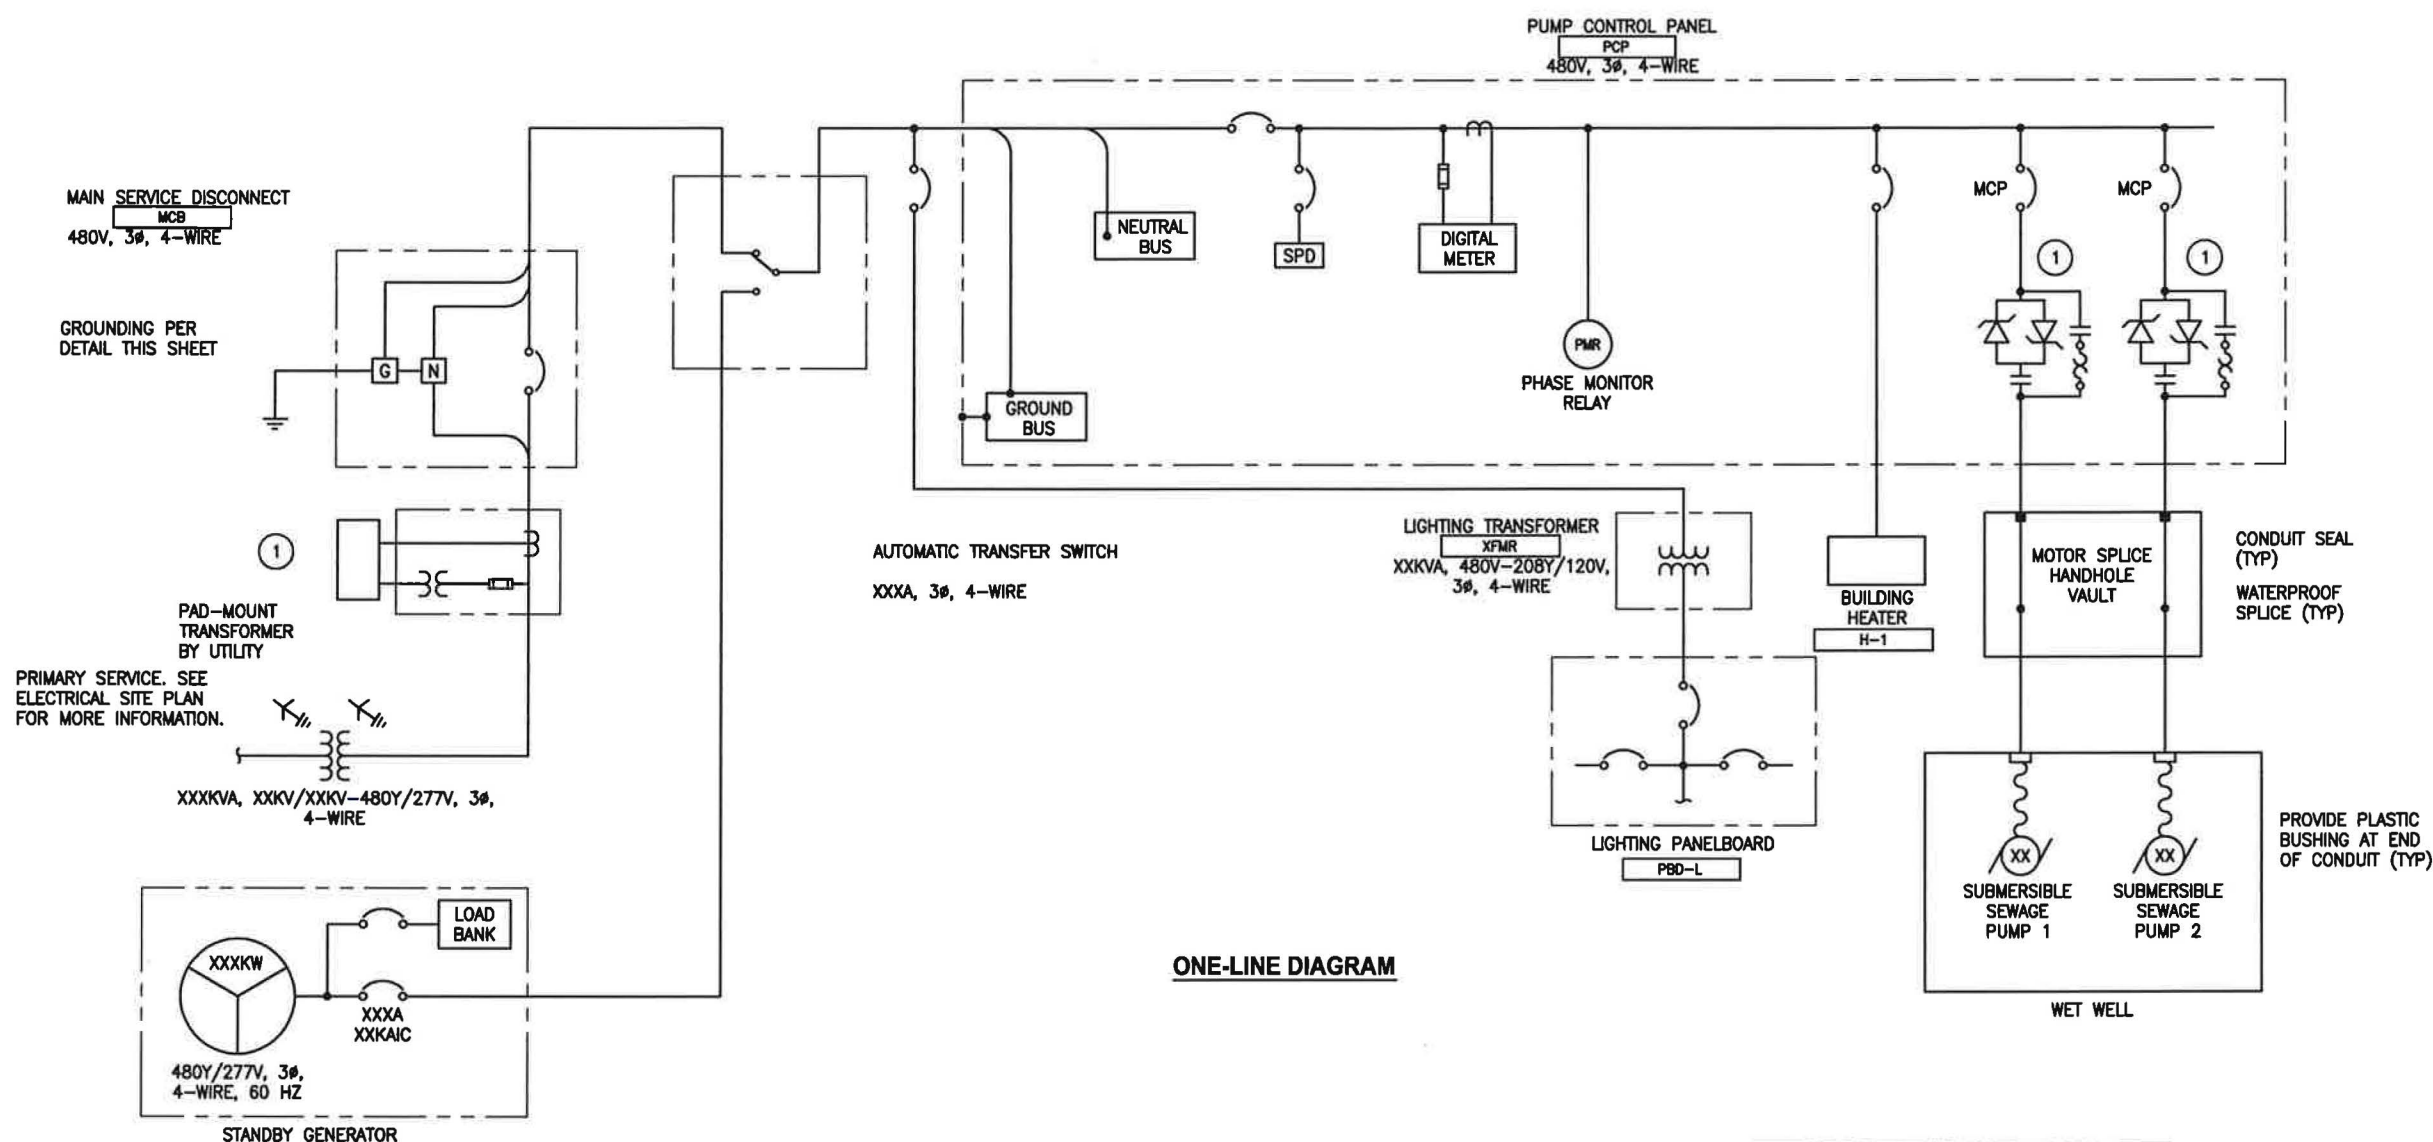 PUMP CONTROL PANEL
PCP
480V, 3ø, 4-WIRE
MAIN SERVICE DISCONNECT
MCB
480V, 3ø, 4-WIRE
GROUNDING PER
DETAIL THIS SHEET
G
N
NEUTRAL
BUS
SPD
DIGITAL
METER
MCP
MCP
1
1
PMR
PHASE MONITOR
RELAY
GROUND
BUS
1
PAD-MOUNT
TRANSFORMER
BY UTILITY
PRIMARY SERVICE. SEE
ELECTRICAL SITE PLAN
FOR MORE INFORMATION.
XXXKVA, XXKV/XXKV-480Y/277V, 3ø,
4-WIRE
AUTOMATIC TRANSFER SWITCH
XXXA, 3ø, 4-WIRE
LIGHTING TRANSFORMER
XFMR
XXKVA, 480V-208Y/120V,
3ø, 4-WIRE
BUILDING
HEATER
H-1
MOTOR SPLICE
HANDHOLE
VAULT
CONDUIT SEAL
(TYP)
WATERPROOF
SPLICE (TYP)
LIGHTING PANELBOARD
PBD-L
PROVIDE PLASTIC
BUSHING AT END
OF CONDUIT (TYP)
XX
SUBMERSIBLE
SEWAGE
PUMP 1
XX
SUBMERSIBLE
SEWAGE
PUMP 2
WET WELL
LOAD
BANK
XXXKW
XXXA
XXKAIC
480Y/277V, 3ø,
4-WIRE, 60 HZ
STANDBY GENERATOR
ONE-LINE DIAGRAM